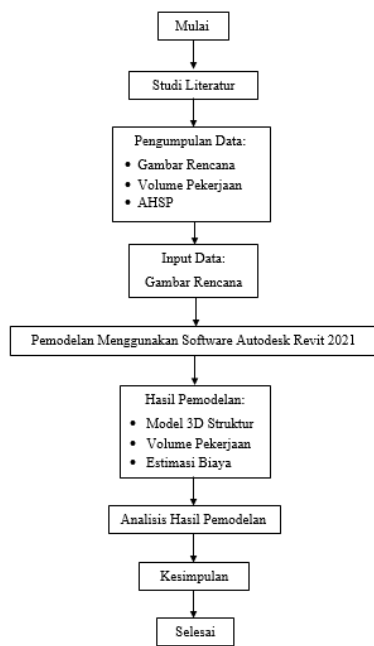 Mulai
Studi Literatur
Pengumpulan Data:
• Gambar Rencana
• Volume Pekerjaan
• AHSP
Input Data:
Gambar Rencana
Pemodelan Menggunakan Software Autodesk Revit 2021
Hasil Pemodelan:
• Model 3D Struktur
• Volume Pekerjaan
• Estimasi Biaya
Analisis Hasil Pemodelan
Kesimpulan
Selesai